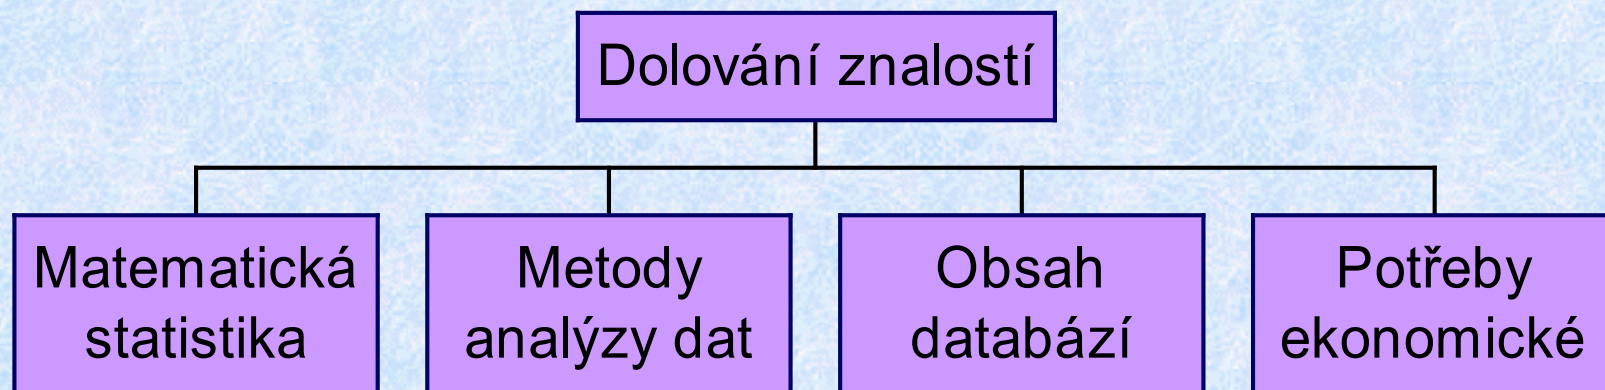 Dolování znalostí
Matematická
statistika
Metody
analýzy dat
Obsah
databází
Potřeby
ekonomické